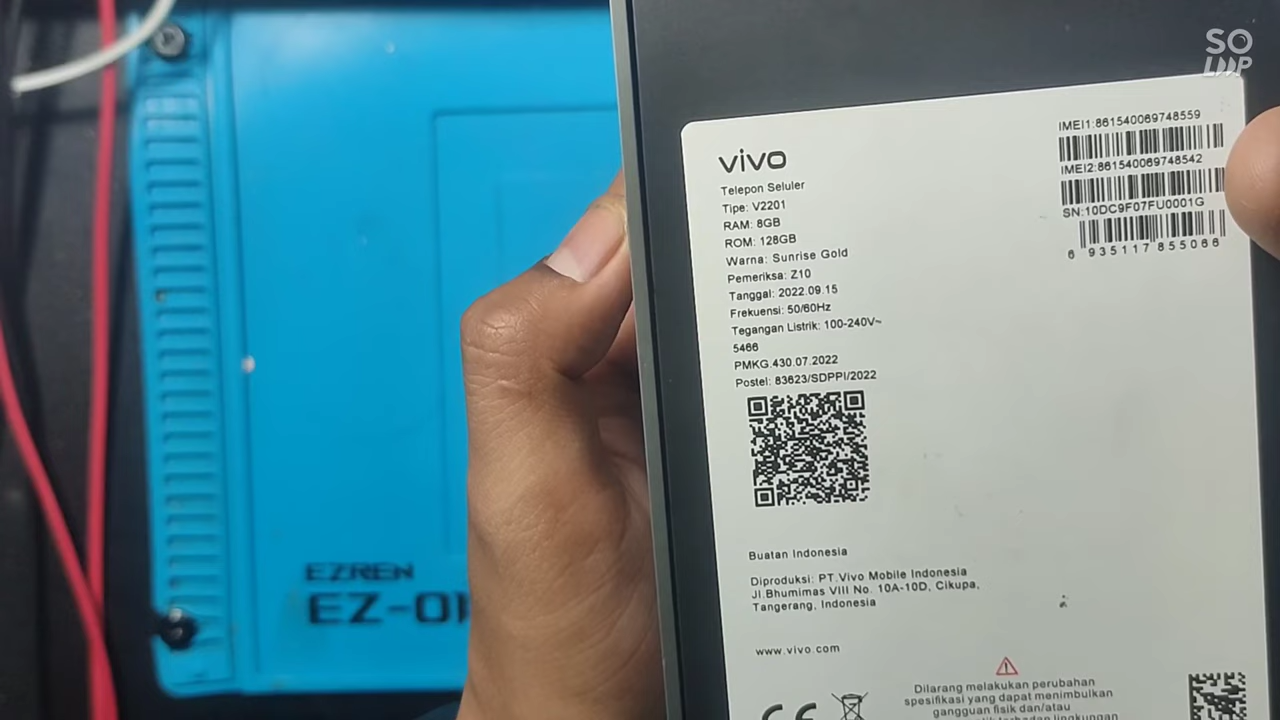 SO
vivo
Telepon Seluler
Tipe: V2201
RAM: 8GB
ROM: 128GB
Warna: Sunrise Gold
Pemeriksa: Z10
Tanggal: 2022.09.15
Frekuensi: 50/60Hz
Tegangan Listrik: 100-240V~
5466
PMKG.430.07.2022
Postel: 83623/SDPPI/2022
IMEI1:861540069748559
IMEI2:861540069748542
SN:10DC9F07FU0001G
6 935117 855066
Buatan Indonesia
Diproduksi: PT.Vivo Mobile Indonesia
Jl.Bhumimas VIII No. 10A-10D, Cikupa,
Tangerang, Indonesia
www.vivo.com
CE
Dilarang melakukan perubahan
spesifikasi yang dapat menimbulkan
gangguan fisik dan/atau
terhadap lingkungan
EZREN
EZ-01